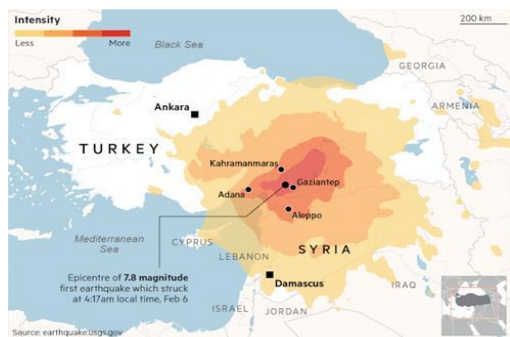 Intensity
Less More
200 km
Black Sea
GEORGIA
Ankara
ARMENIA
TURKEY
Kahramanmaras
Gaziantep
Adana
Aleppo
Mediterranean
Sea
CYPRUS
SYRIA
LEBANON
Epicentre of 7.8 magnitude
first earthquake which struck
at 4:17am local time, Feb 6
Damascus
IRAQ
ISRAEL
JORDAN
Source: earthquake.usgs.gov